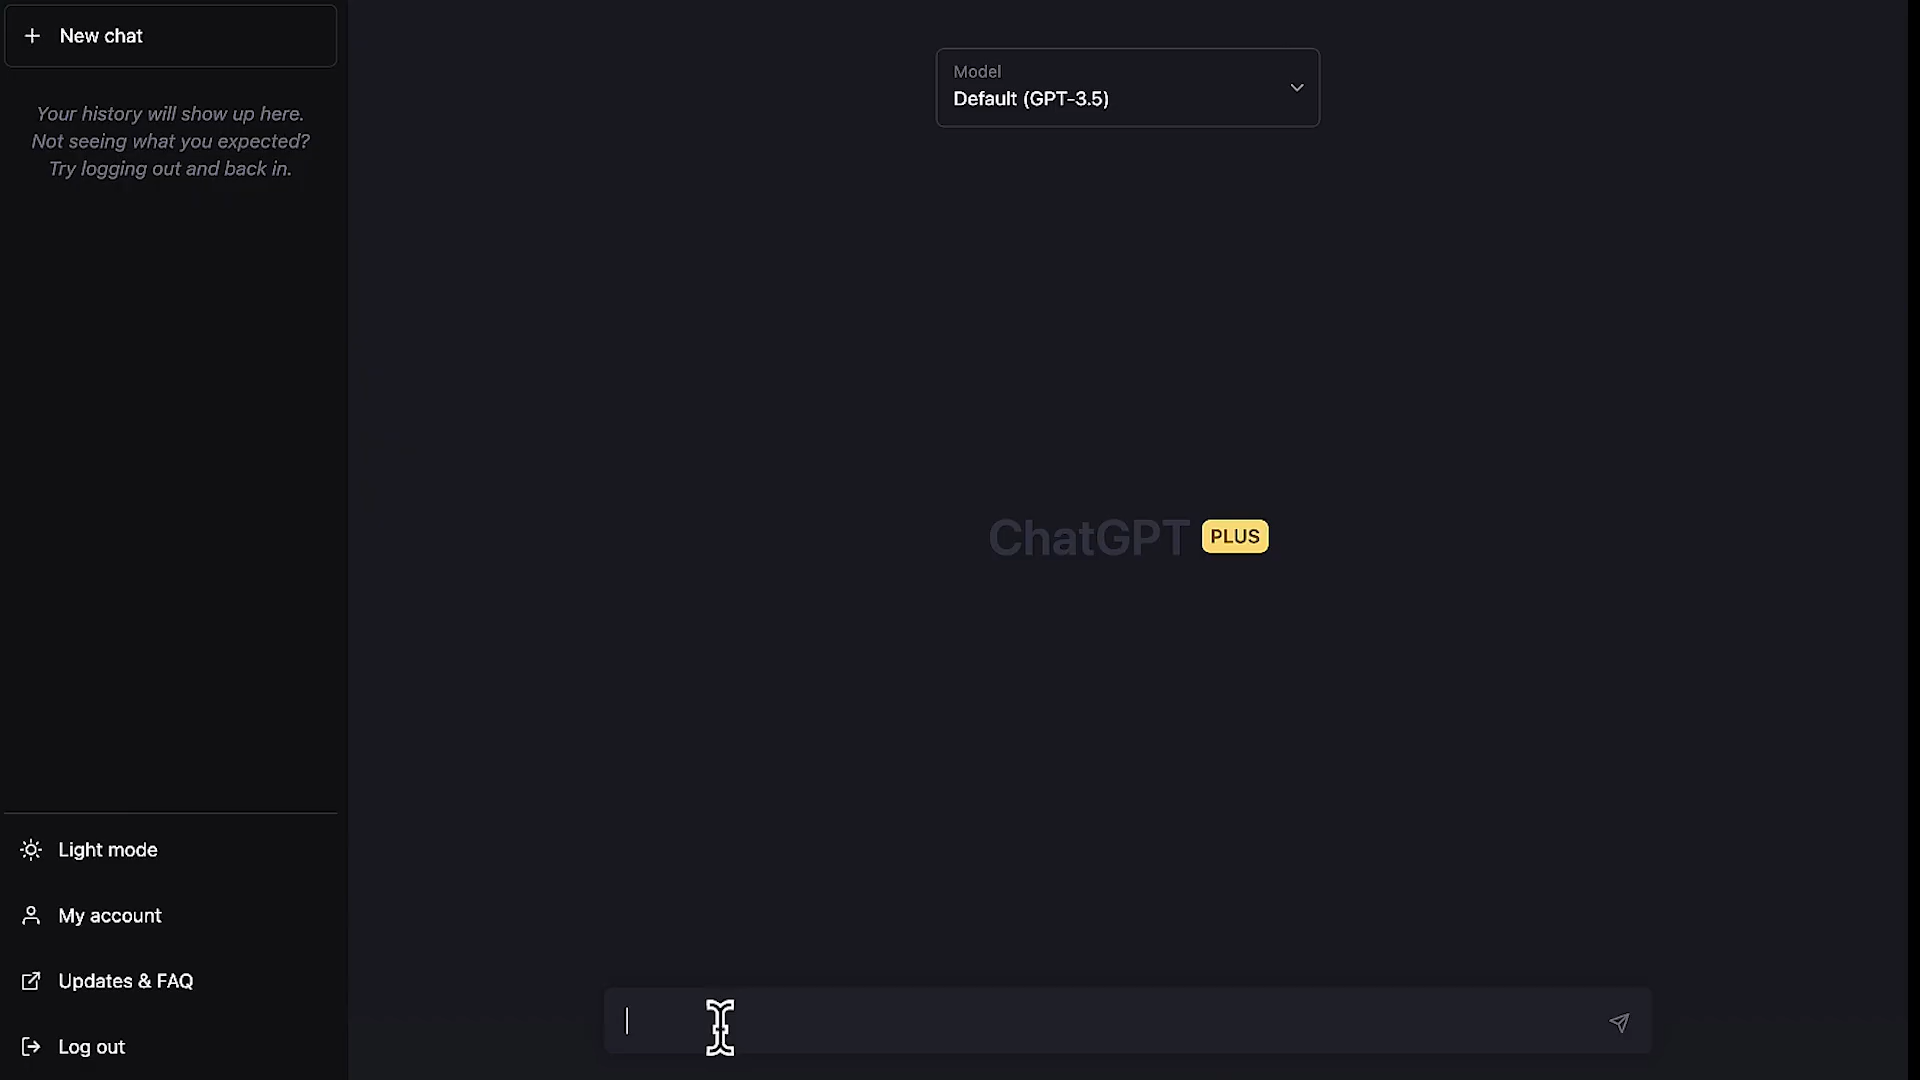 New chat
Your history will show up here.
Not seeing what you expected?
Try logging out and back in.
Light mode
My account
Updates & FAQ
Log out
Model
Default (GPT-3.5)
ChatGPT PLUS